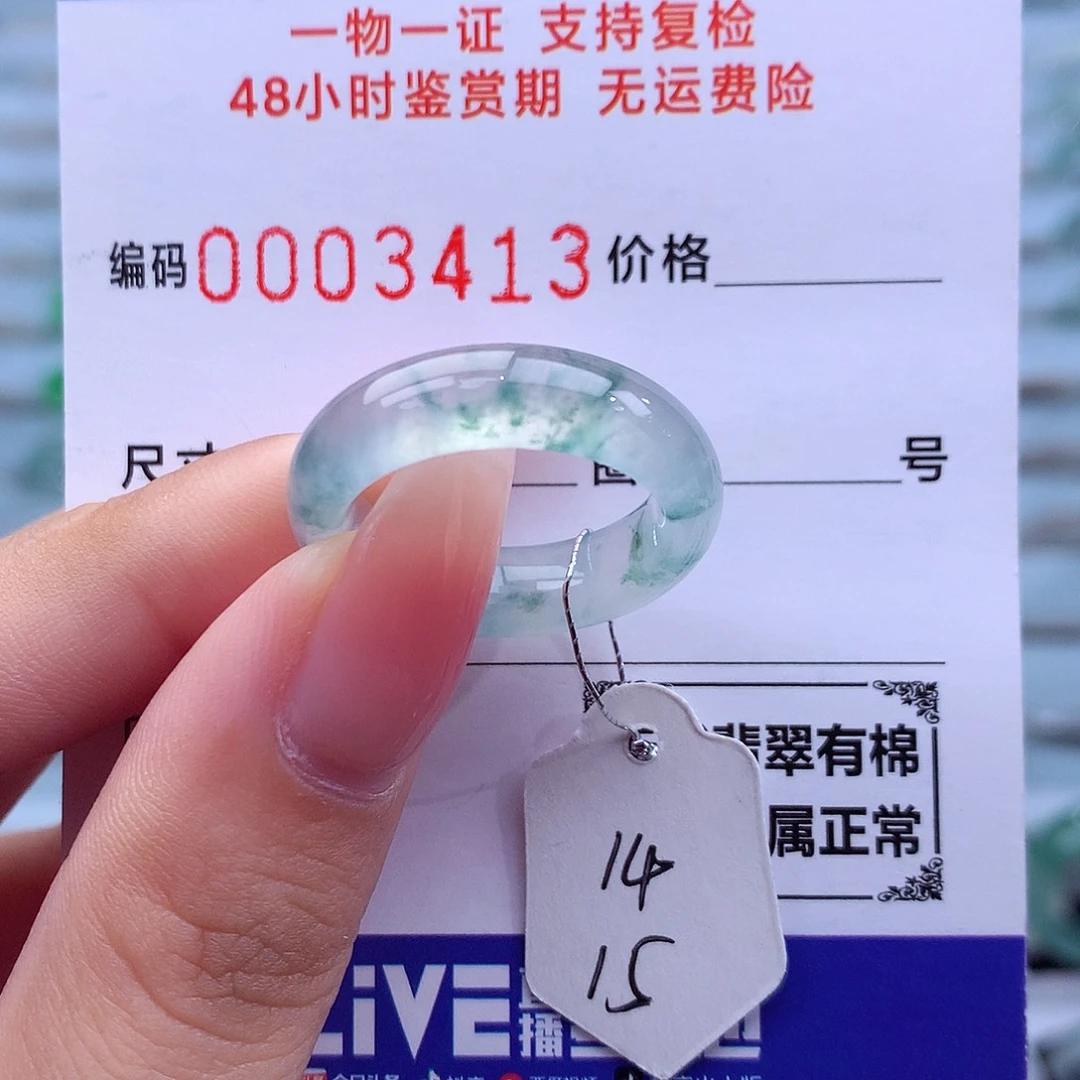 一物一证 支持复检
48小时鉴赏期 无运费险
编码0003413价格
尺寸 号
翡翠有棉
属正常
14
15
LiVE
播